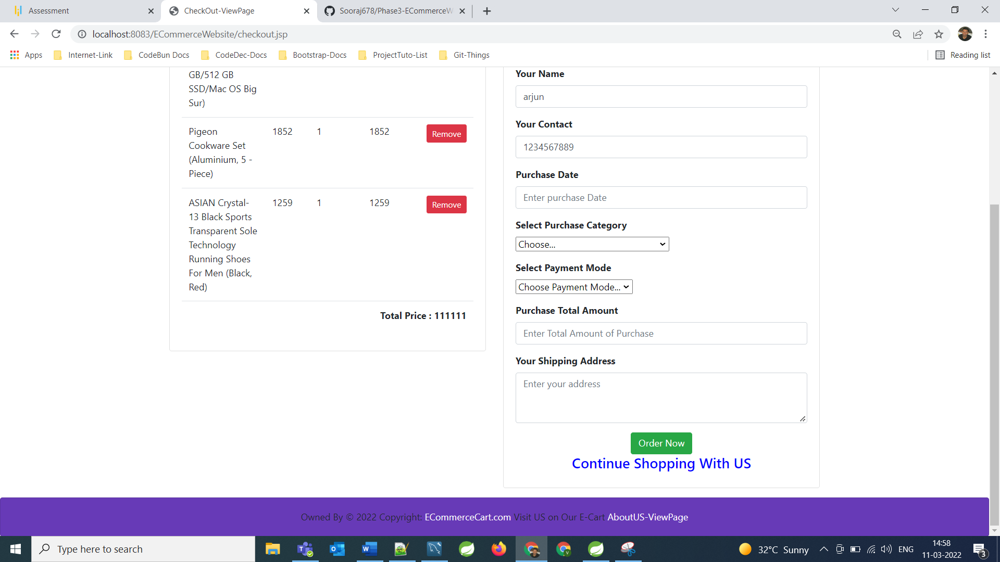 Assessment
CheckOut-ViewPage
Sooraj678/Phase3-ECommerceW
localhost:8083/ECommerceWebsite/checkout.jsp
Apps
Internet-Link
CodeBun Docs
CodeDec-Docs
Bootstrap-Docs
ProjectTuto-List
Git-Things
Reading list
GB/512 GB
SSD/Mac OS Big
Sur)
Pigeon
Cookware Set
(Aluminium, 5 -
Piece)
1852
1
1852
Remove
ASIAN Crystal-
13 Black Sports
Transparent Sole
Technology
Running Shoes
For Men (Black,
Red)
1259
1
1259
Remove
Total Price : 111111
Your Name
arjun
Your Contact
1234567889
Purchase Date
Enter purchase Date
Select Purchase Category
Choose...
Select Payment Mode
Choose Payment Mode...
Purchase Total Amount
Enter Total Amount of Purchase
Your Shipping Address
Enter your address
Order Now
Continue Shopping With US
Owned By © 2022 Copyright: ECommerceCart.com Visit US on Our E-Cart AboutUS-ViewPage
Type here to search
32°C Sunny
ENG
14:58
11-03-2022
3